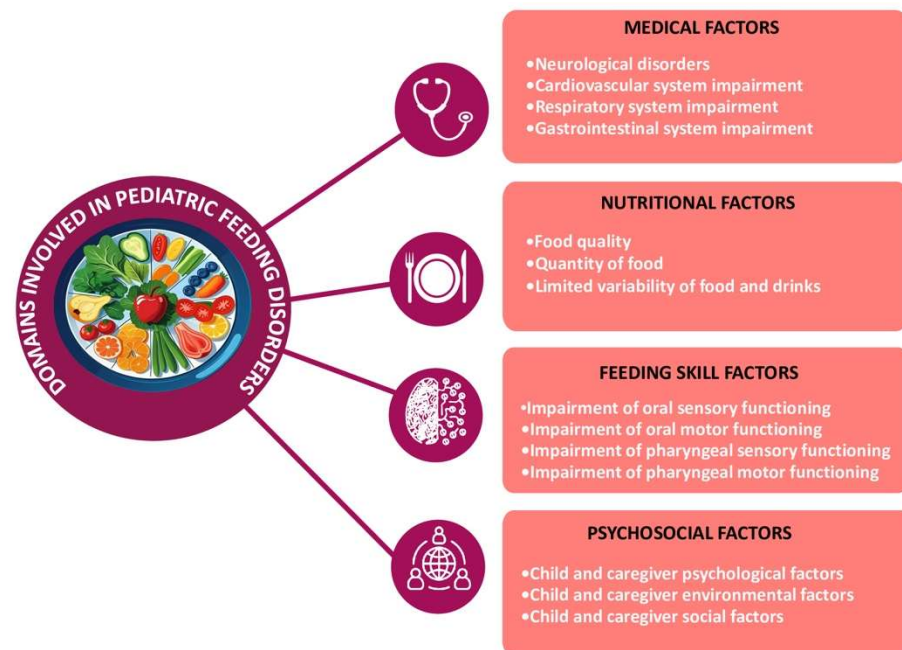 DOMAINS INVOLVED IN PEDIATRIC FEEDING DISORDERS
MEDICAL FACTORS
•Neurological disorders
•Cardiovascular system impairment
•Respiratory system impairment
•Gastrointestinal system impairment
NUTRITIONAL FACTORS
•Food quality
•Quantity of food
•Limited variability of food and drinks
FEEDING SKILL FACTORS
•Impairment of oral sensory functioning
•Impairment of oral motor functioning
•Impairment of pharyngeal sensory functioning
•Impairment of pharyngeal motor functioning
PSYCHOSOCIAL FACTORS
•Child and caregiver psychological factors
•Child and caregiver environmental factors
•Child and caregiver social factors